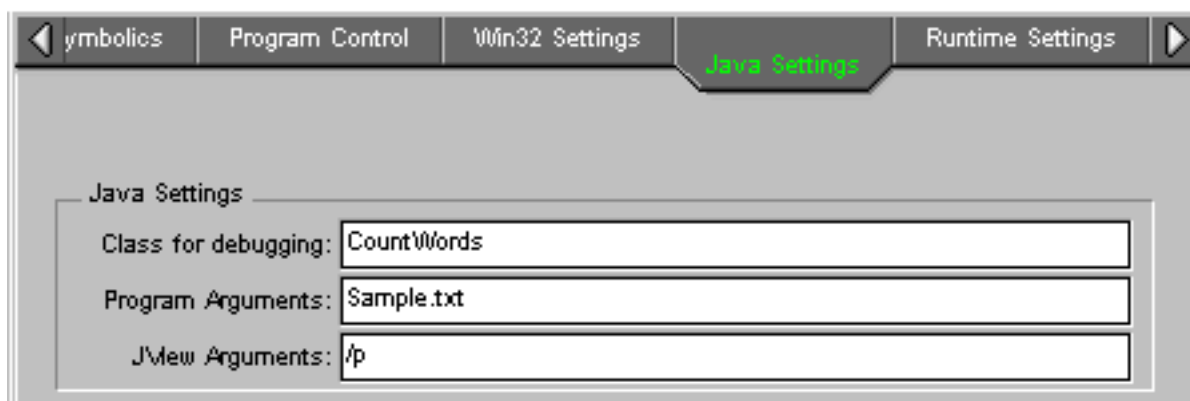 ymbolics Program Control Win32 Settings Java Settings Runtime Settings
Java Settings
Class for debugging: CountWords
Program Arguments: Sample.txt
JView Arguments: /p